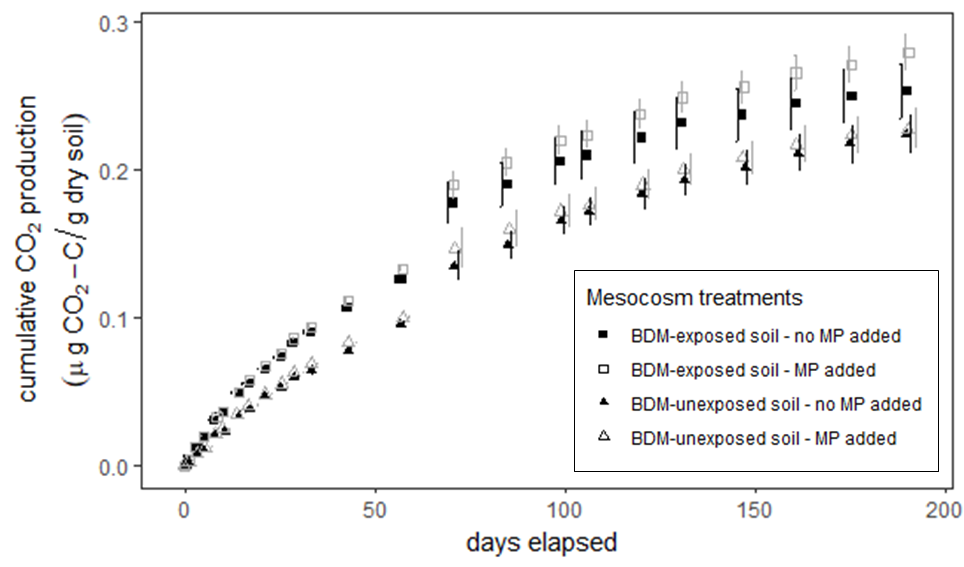 0.3
0.2
0.1
0.0
cumulative CO₂ production
(μ g CO₂ – C/g dry soil)
Mesocosm treatments
BDM-exposed soil - no MP added
BDM-exposed soil - MP added
BDM-unexposed soil - no MP added
BDM-unexposed soil - MP added
0 50 100 150 200
days elapsed